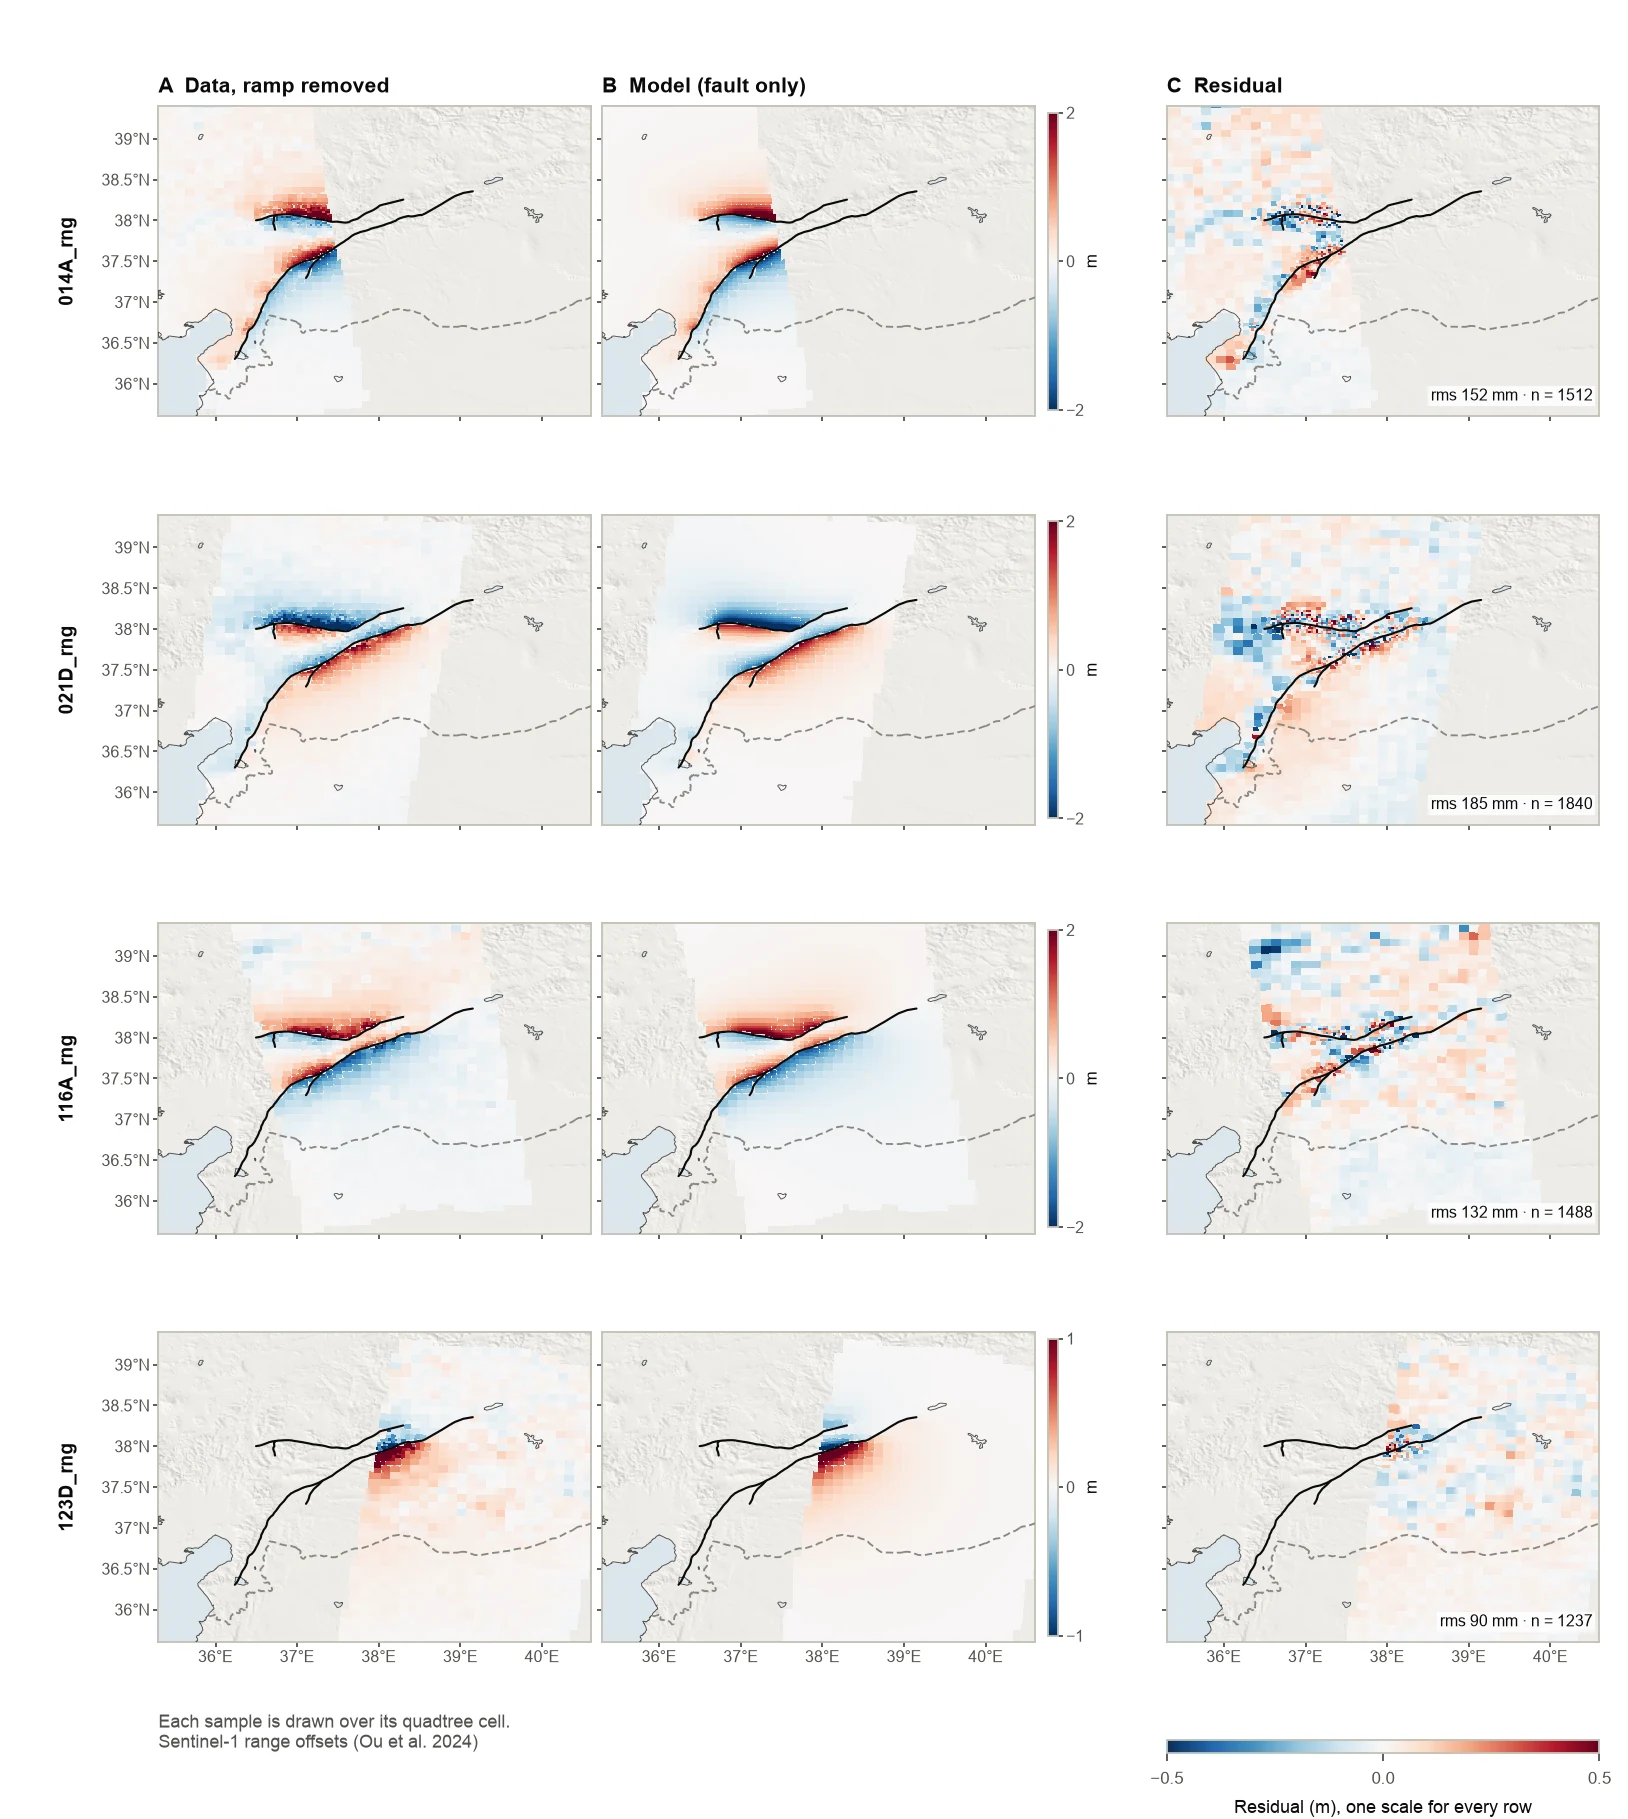 A Data, ramp removed
B Model (fault only)
C Residual
014A_rng
39°N
38.5°N
38°N
37.5°N
37°N
36.5°N
36°N
2
0
−2
m
rms 152 mm · n = 1512
021D_rng
39°N
38.5°N
38°N
37.5°N
37°N
36.5°N
36°N
2
0
−2
m
rms 185 mm · n = 1840
116A_rng
39°N
38.5°N
38°N
37.5°N
37°N
36.5°N
36°N
2
0
−2
m
rms 132 mm · n = 1488
123D_rng
39°N
38.5°N
38°N
37.5°N
37°N
36.5°N
36°N
1
0
−1
m
rms 90 mm · n = 1237
36°E 37°E 38°E 39°E 40°E
36°E 37°E 38°E 39°E 40°E
36°E 37°E 38°E 39°E 40°E
Each sample is drawn over its quadtree cell.
Sentinel-1 range offsets (Ou et al. 2024)
−0.5 0.0 0.5
Residual (m), one scale for every row